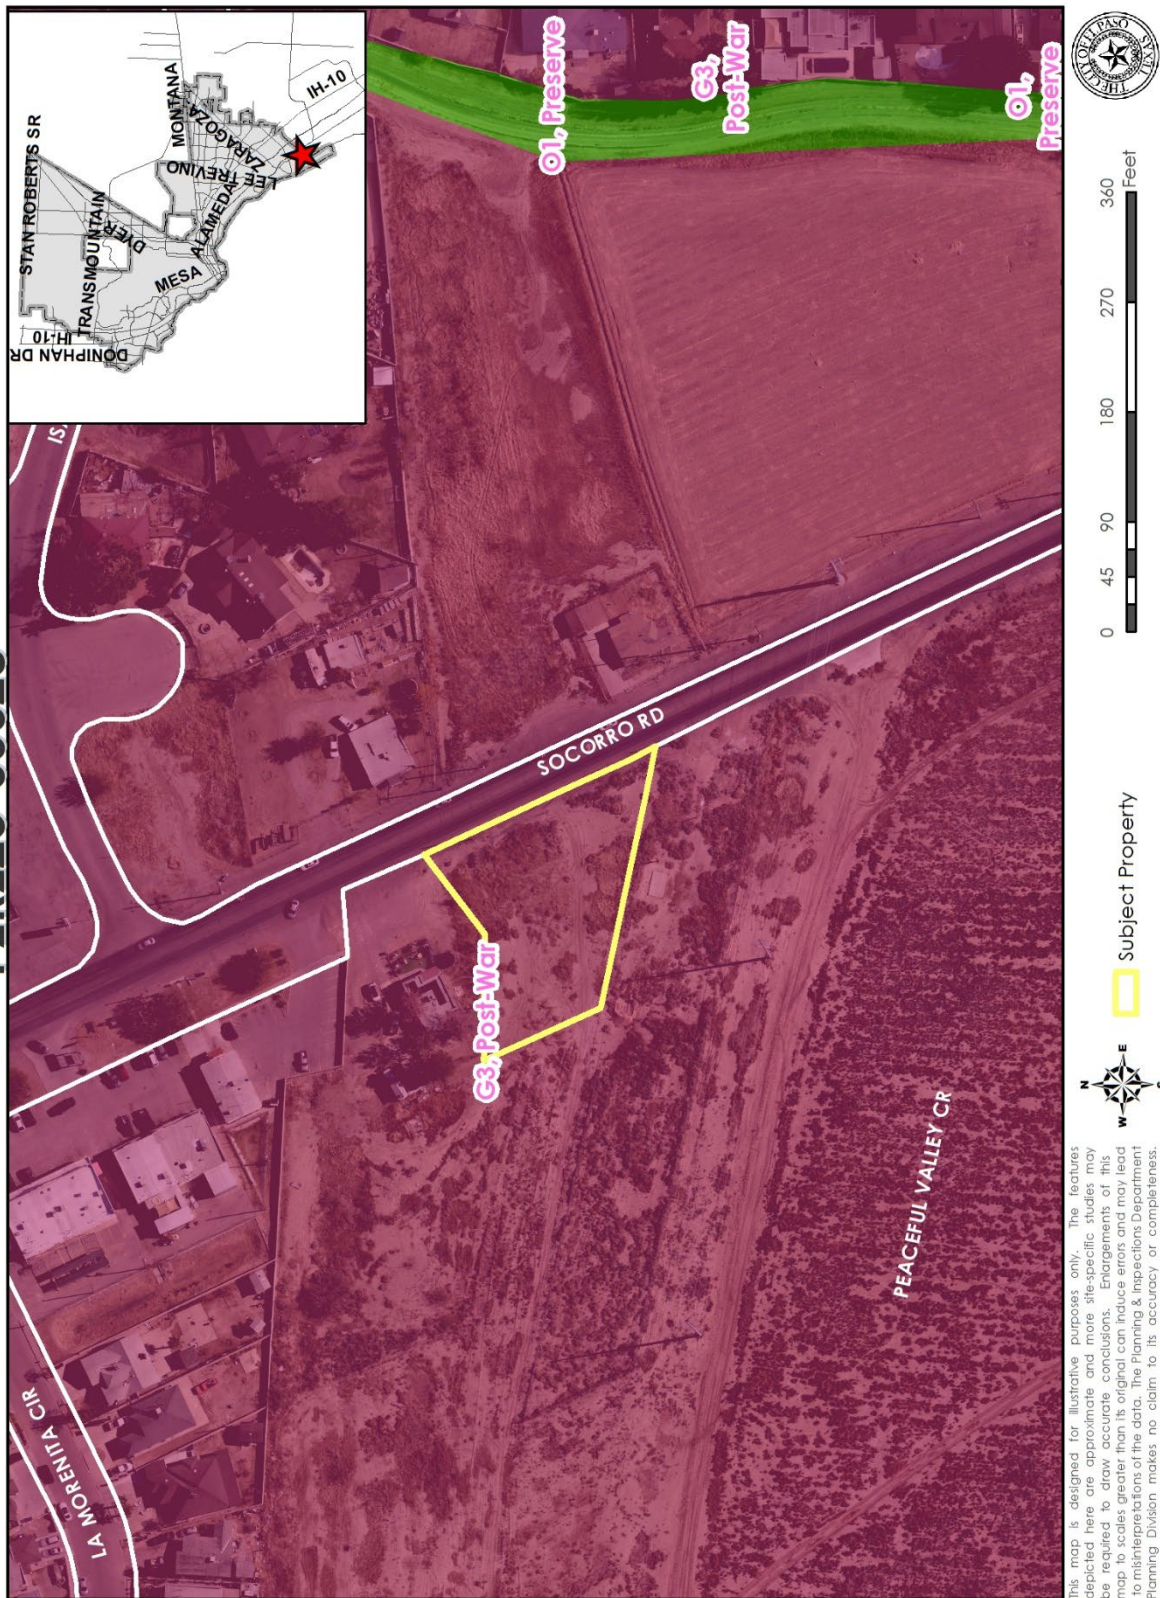 STAN ROBERTS SR
DONIPHAN DR
IH-10
TRANSMOUNTAIN
DYER
MESA
MONTANA
ALAMEDA
LEE TREVINO
ZARAGOZA
IH-10
O1, Preserve
G3,
Post-War
O1,
Preserve
SOCORRO RD
G3, Post-War
LA MORENITA CIR
PEACEFUL VALLEY CR
This map is designed for illustrative purposes only. The features
depicted here are approximate and more site-specific studies may
be required to draw accurate conclusions. Enlargements of this
map to scales greater than its original can induce errors and may lead
to misinterpretations of the data. The Planning & Inspections Department
Planning Division makes no claim to its accuracy or completeness.
N
W
E
Subject Property
0 45 90 180 270 360
Feet
THE CITY OF EL PASO